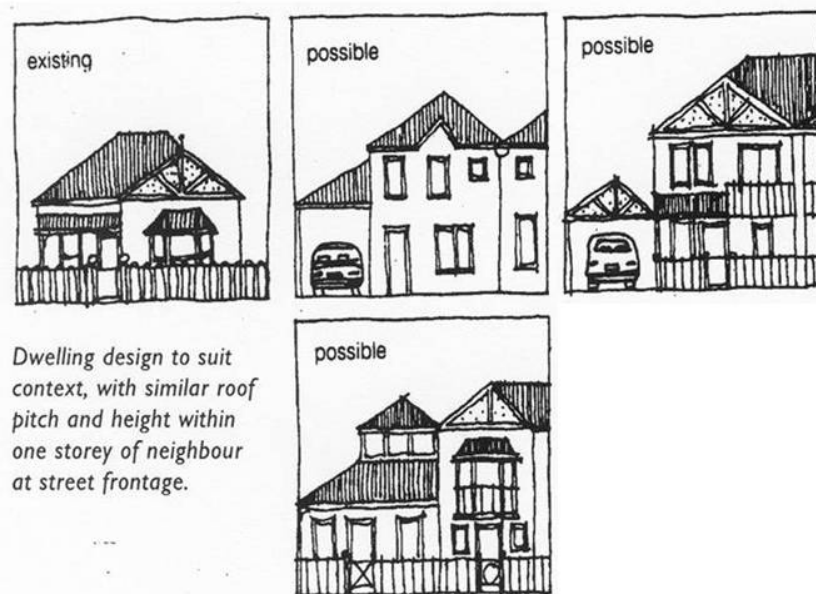 existing
possible
possible
Dwelling design to suit
context, with similar roof
pitch and height within
one storey of neighbour
at street frontage.
possible